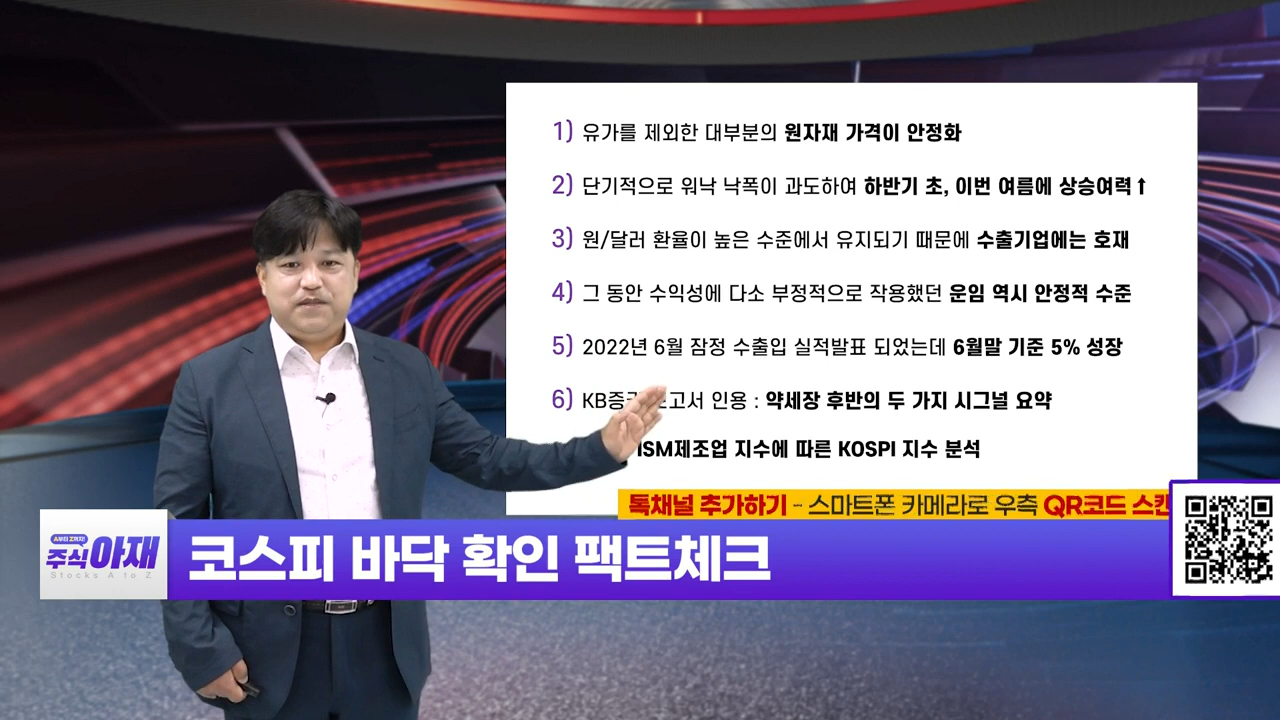 1) 유가를 제외한 대부분의 원자재 가격이 안정화
2) 단기적으로 워낙 낙폭이 과도하여 하반기 초, 이번 여름에 상승여력↑
3) 원/달러 환율이 높은 수준에서 유지되기 때문에 수출기업에는 호재
4) 그 동안 수익성에 다소 부정적으로 작용했던 운임 역시 안정적 수준
5) 2022년 6월 잠정 수출입 실적발표 되었는데 6월말 기준 5% 성장
6) KB증권 보고서 인용 : 약세장 후반의 두 가지 시그널 요약
ISM제조업 지수에 따른 KOSPI 지수 분석
톡채널 추가하기 - 스마트폰 카메라로 우측 QR코드 스캔
A부터 Z까지!
주식아재
Stocks A to Z
코스피 바닥 확인 팩트체크